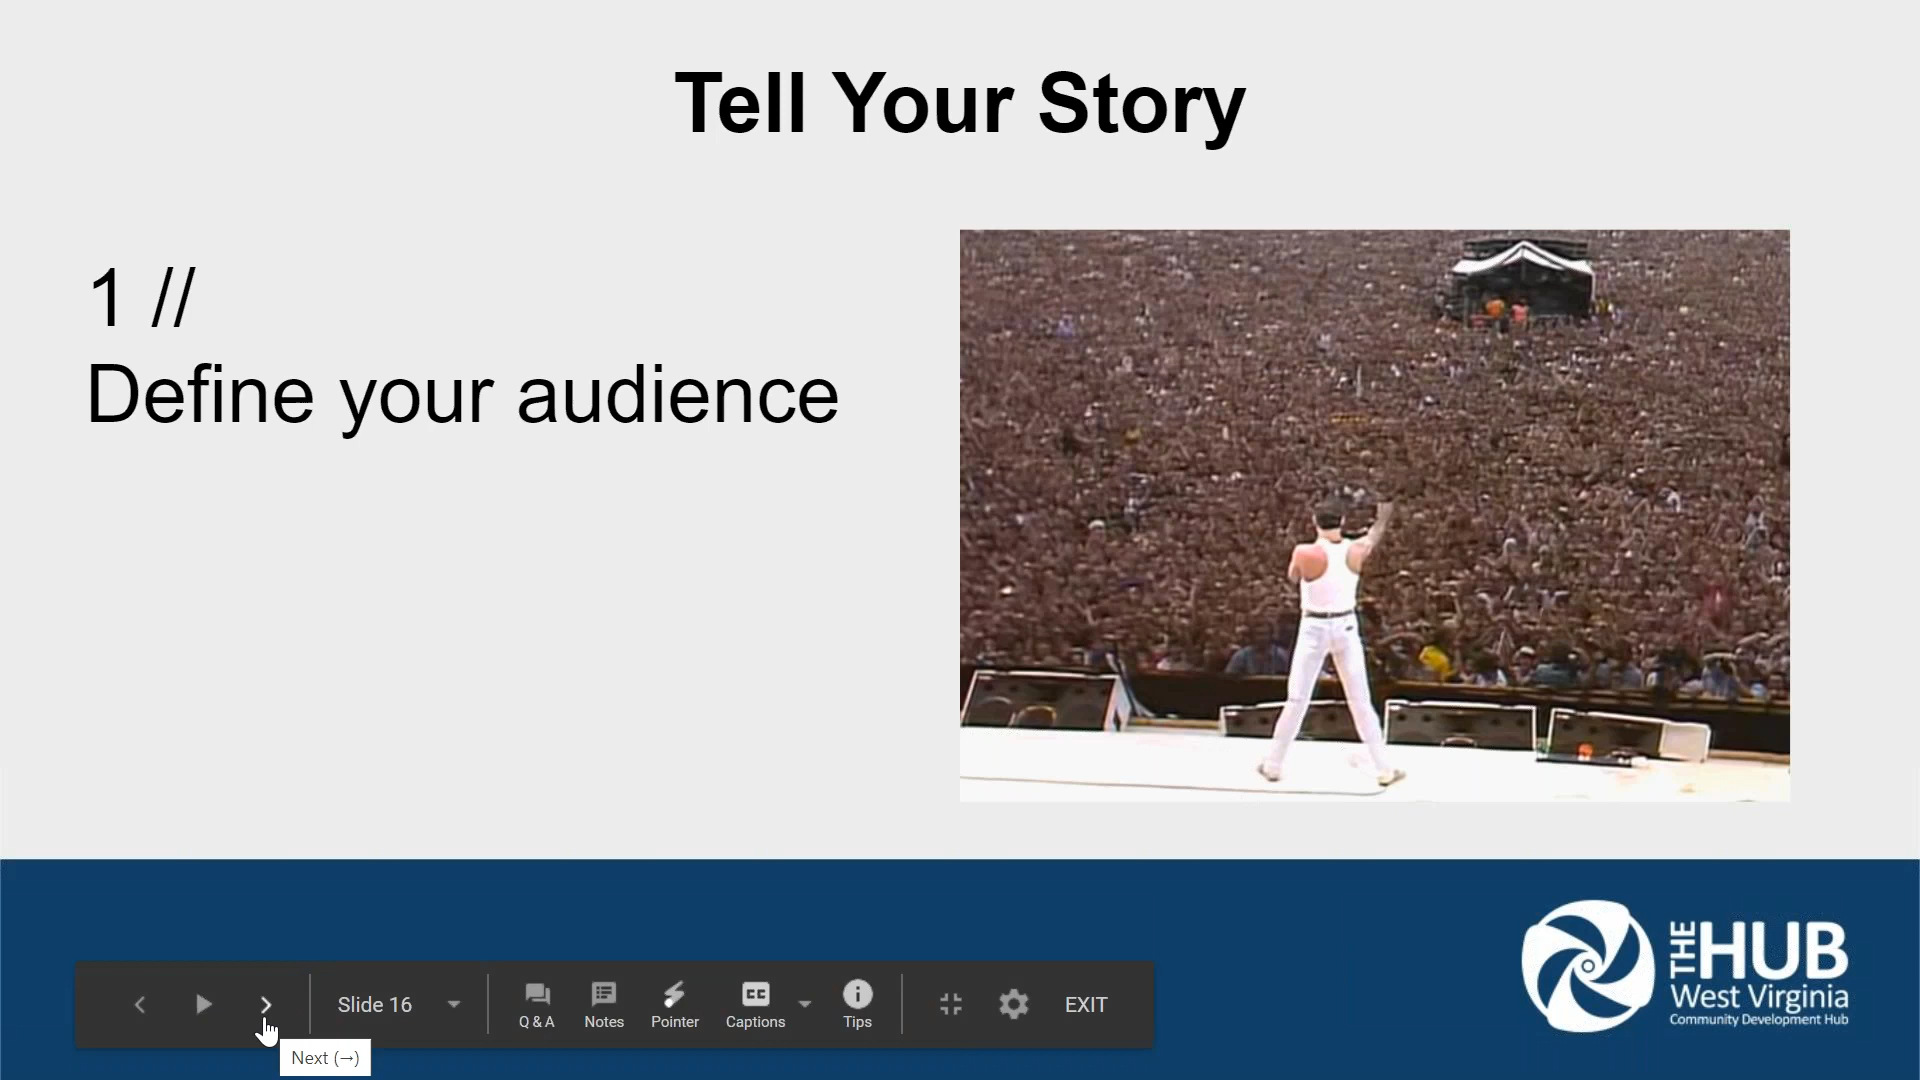 Tell Your Story
1 //
Define your audience
THE HUB
West Virginia
Community Development Hub
Slide 16
Q & A
Notes
Pointer
CC
Captions
Tips
EXIT
Next (→)